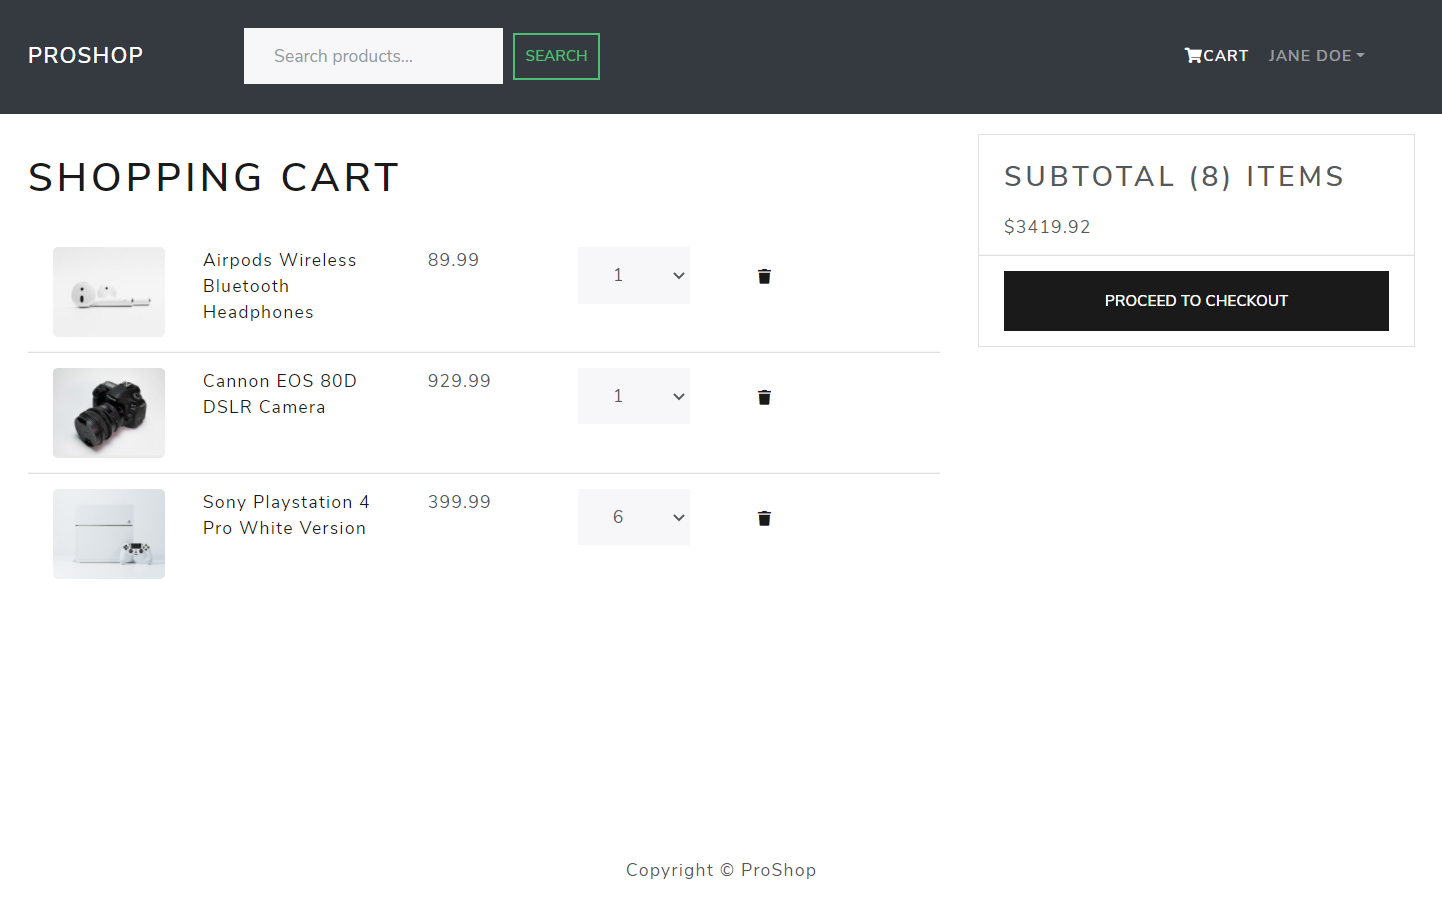 PROSHOP
Search products...
SEARCH
CART
JANE DOE
SHOPPING CART
Airpods Wireless
Bluetooth
Headphones
89.99
1
Cannon EOS 80D
DSLR Camera
929.99
1
Sony Playstation 4
Pro White Version
399.99
6
SUBTOTAL (8) ITEMS
$3419.92
PROCEED TO CHECKOUT
Copyright © ProShop